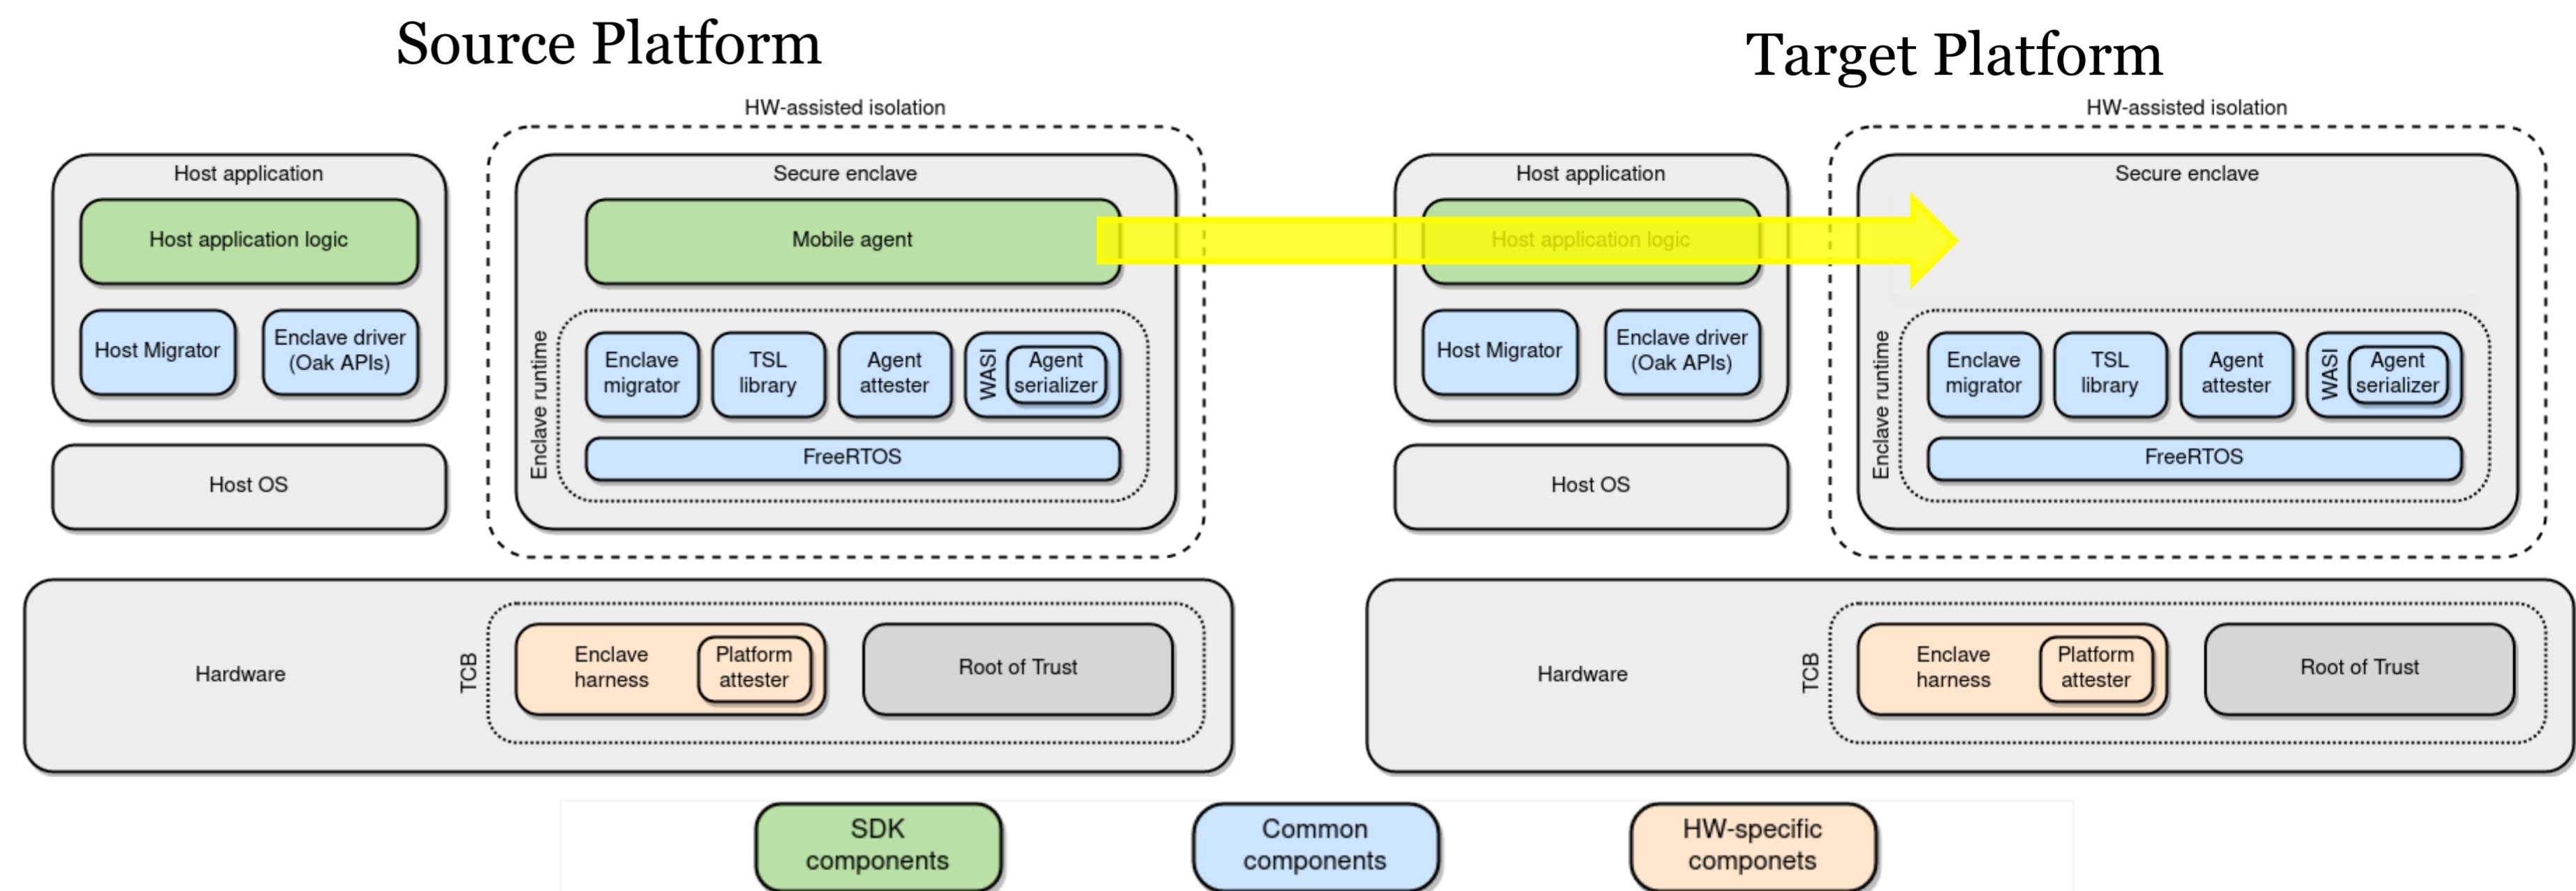 Source Platform
Target Platform
HW-assisted isolation
Host application
Host application logic
Host Migrator
Enclave driver
(Oak APIs)
Host OS
Secure enclave
Mobile agent
Enclave runtime
Enclave
migrator
TSL
library
Agent
attester
WASI
Agent
serializer
FreeRTOS
Hardware
TCB
Enclave
harness
Platform
attester
Root of Trust
HW-assisted isolation
Host application
Host application logic
Host Migrator
Enclave driver
(Oak APIs)
Host OS
Secure enclave
Enclave runtime
Enclave
migrator
TSL
library
Agent
attester
WASI
Agent
serializer
FreeRTOS
Hardware
TCB
Enclave
harness
Platform
attester
Root of Trust
SDK
components
Common
components
HW-specific
componets